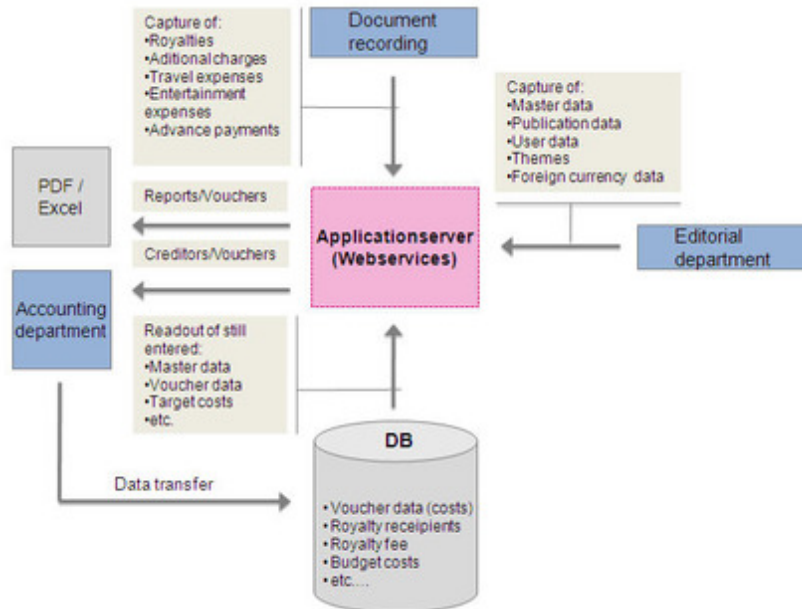 Capture of:
•Royalties
•Aditional charges
•Travel expenses
•Entertainment
expenses
•Advance payments
Document
recording
Capture of:
•Master data
•Publication data
•User data
•Themes
•Foreign currency data
PDF /
Excel
Reports/Vouchers
Applicationserver
(Webservices)
Creditors/Vouchers
Editorial
department
Accounting
department
Readout of still
entered:
•Master data
•Voucher data
•Target costs
•etc.
DB
Data transfer
• Voucher data (costs)
• Royalty receipients
• Royalty fee
• Budget costs
• etc....